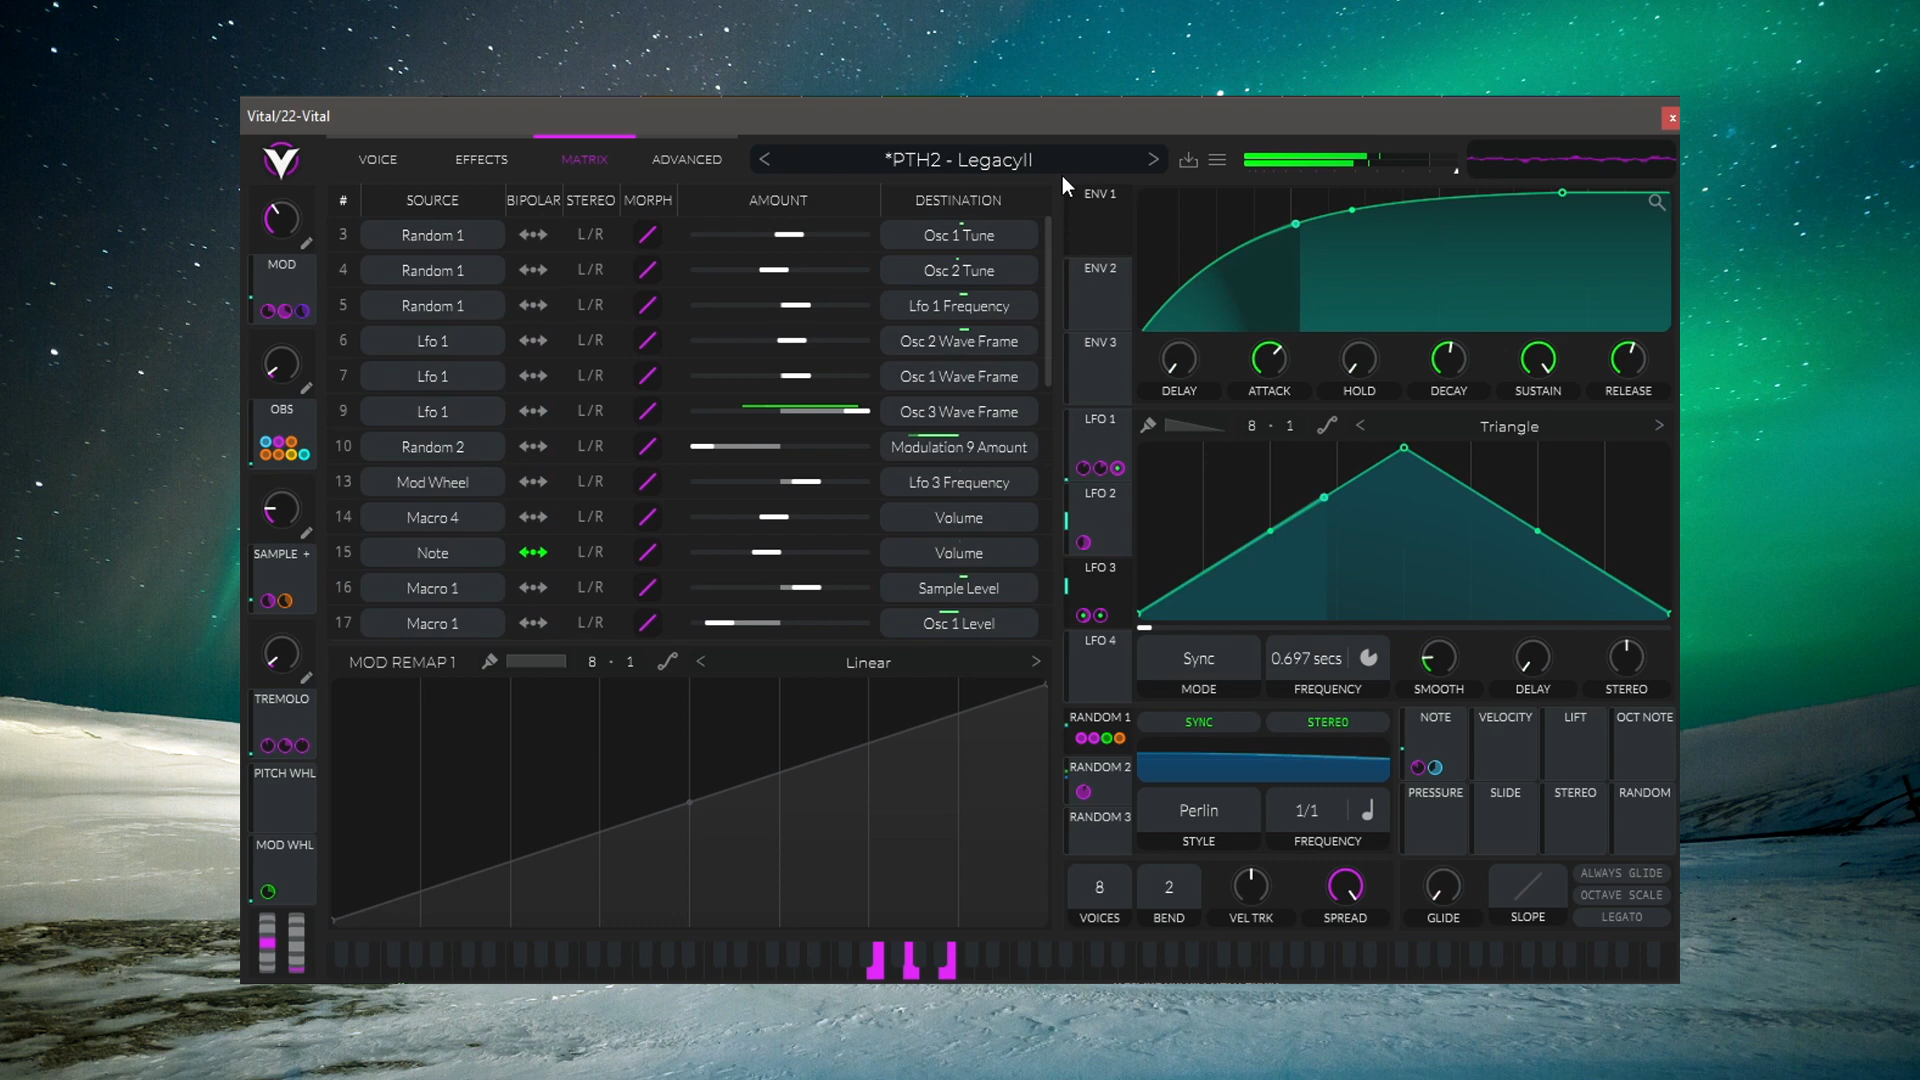 Vital/22-Vital
x
VOICE EFFECTS MATRIX ADVANCED < *PTH2 - LegacyII >
# SOURCE BIPOLAR STEREO MORPH AMOUNT DESTINATION
3 Random 1 L/R Osc 1 Tune
4 Random 1 L/R Osc 2 Tune
5 Random 1 L/R Lfo 1 Frequency
6 Lfo 1 L/R Osc 2 Wave Frame
7 Lfo 1 L/R Osc 1 Wave Frame
9 Lfo 1 L/R Osc 3 Wave Frame
10 Random 2 L/R Modulation 9 Amount
13 Mod Wheel L/R Lfo 3 Frequency
14 Macro 4 L/R Volume
15 Note L/R Volume
16 Macro 1 L/R Sample Level
17 Macro 1 L/R Osc 1 Level
MOD
OBS
SAMPLE +
TREMOLO
PITCH WHL
MOD WHL
MOD REMAP 1 8 · 1 < Linear >
ENV 1
ENV 2
ENV 3
DELAY ATTACK HOLD DECAY SUSTAIN RELEASE
LFO 1
LFO 2
LFO 3
LFO 4
8 · 1 < Triangle >
Sync 0.697 secs
MODE FREQUENCY SMOOTH DELAY STEREO
RANDOM 1
RANDOM 2
RANDOM 3
SYNC STEREO
Perlin 1/1
STYLE FREQUENCY
NOTE VELOCITY LIFT OCT NOTE
PRESSURE SLIDE STEREO RANDOM
8 2
VOICES BEND VEL TRK SPREAD GLIDE SLOPE
ALWAYS GLIDE
OCTAVE SCALE
LEGATO